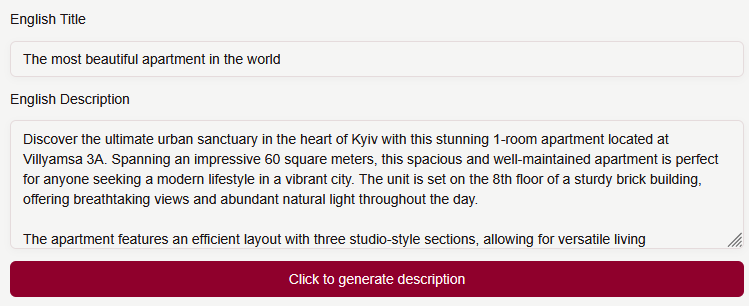 English Title
The most beautiful apartment in the world
English Description
Discover the ultimate urban sanctuary in the heart of Kyiv with this stunning 1-room apartment located at
Villyamsa 3A. Spanning an impressive 60 square meters, this spacious and well-maintained apartment is perfect
for anyone seeking a modern lifestyle in a vibrant city. The unit is set on the 8th floor of a sturdy brick building,
offering breathtaking views and abundant natural light throughout the day.
The apartment features an efficient layout with three studio-style sections, allowing for versatile living
Click to generate description